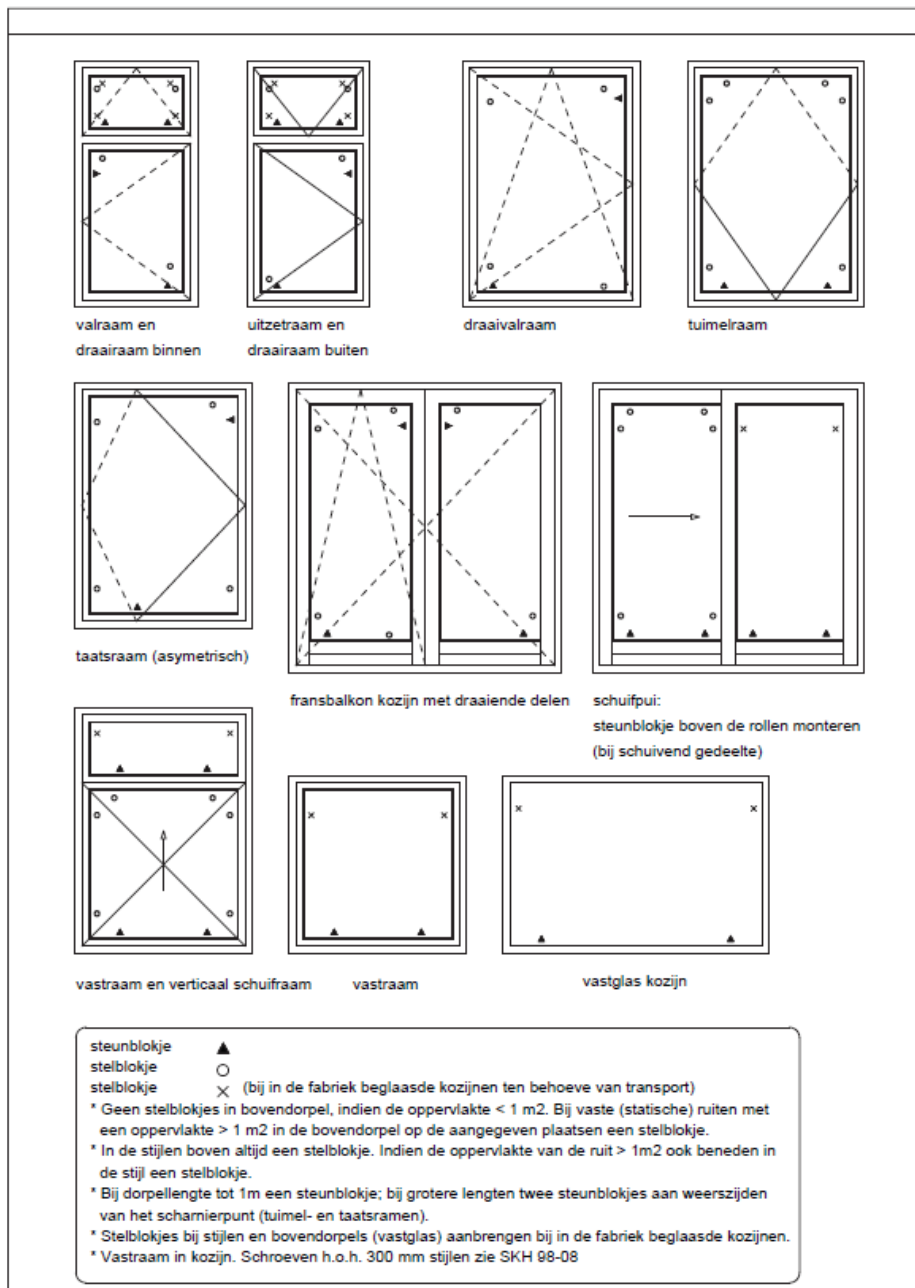 valraam en
draairaam binnen
uitzetraam en
draairaam buiten
draaivalraam
tuimelraam
taatsraam (asymetrisch)
fransbalkon kozijn met draaiende delen
schuifpui:
steunblokje boven de rollen monteren
(bij schuivend gedeelte)
vastraam en verticaal schuifraam
vastraam
vastglas kozijn
steunblokje ▲
stelblokje ○
stelblokje × (bij in de fabriek beglaasde kozijnen ten behoeve van transport)
* Geen stelblokjes in bovendorpel, indien de oppervlakte < 1 m2. Bij vaste (statische) ruiten met
een oppervlakte > 1 m2 in de bovendorpel op de aangegeven plaatsen een stelblokje.
* In de stijlen boven altijd een stelblokje. Indien de oppervlakte van de ruit > 1m2 ook beneden in
de stijl een stelblokje.
* Bij dorpellengte tot 1m een steunblokje; bij grotere lengten twee steunblokjes aan weerszijden
van het scharnierpunt (tuimel- en taatsramen).
* Stelblokjes bij stijlen en bovendorpels (vastglas) aanbrengen bij in de fabriek beglaasde kozijnen.
* Vastraam in kozijn. Schroeven h.o.h. 300 mm stijlen zie SKH 98-08